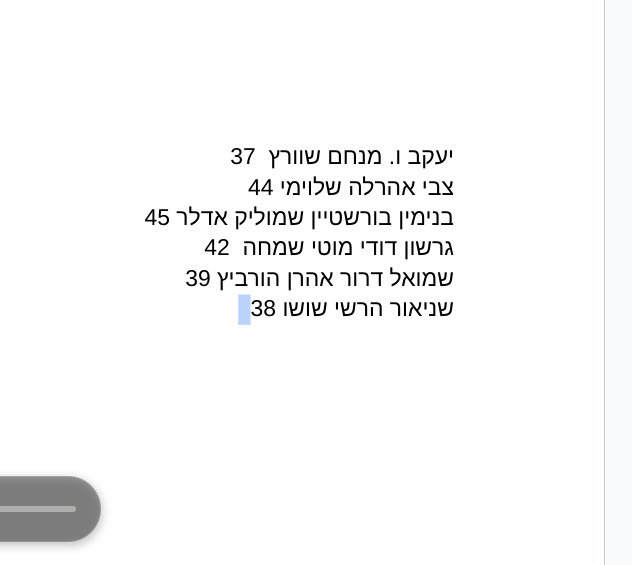 יעקב ו. מנחם שוורץ  37
צבי אהרלה שלוימי 44
בנימין בורשטיין שמוליק אדלר 45
גרשון דודי מוטי שמחה  42
שמואל דרור אהרן הורביץ 39
שניאור הרשי שושו 38